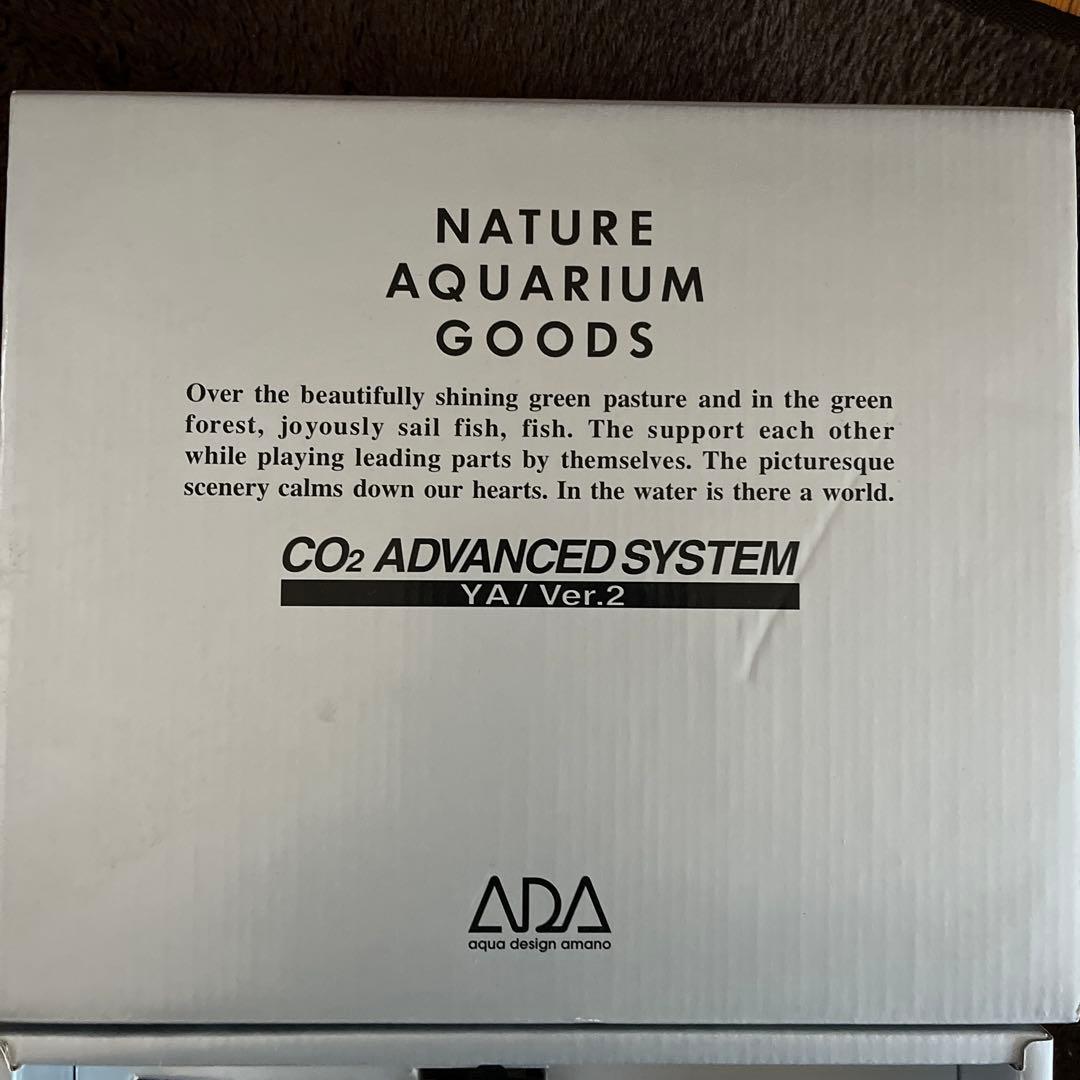 NATURE
AQUARIUM
GOODS
Over the beautifully shining green pasture and in the green
forest, joyously sail fish, fish. The support each other
while playing leading parts by themselves. The picturesque
scenery calms down our hearts. In the water is there a world.
CO2 ADVANCED SYSTEM
YA/ Ver.2
ADA
aqua design amano